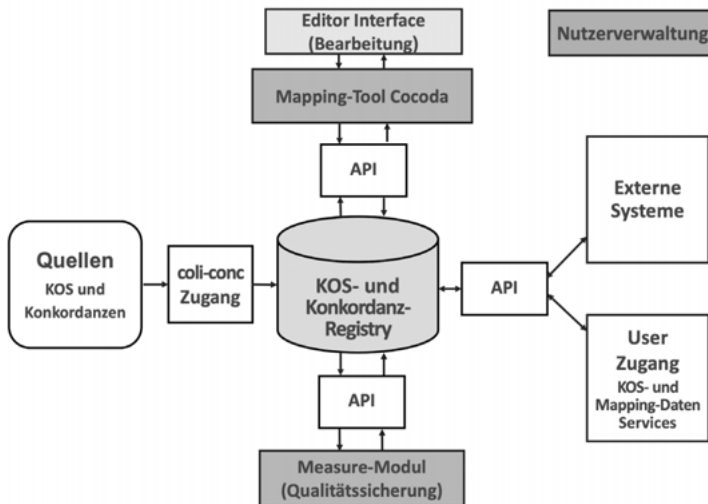 Editor Interface
(Bearbeitung)
Nutzerverwaltung
Mapping-Tool Cocoda
API
Externe
Systeme
Quellen
KOS und
Konkordanzen
coli-conc
Zugang
KOS- und
Konkordanz-
Registry
API
User
Zugang
KOS- und
Mapping-Daten
Services
API
Measure-Modul
(Qualitätssicherung)